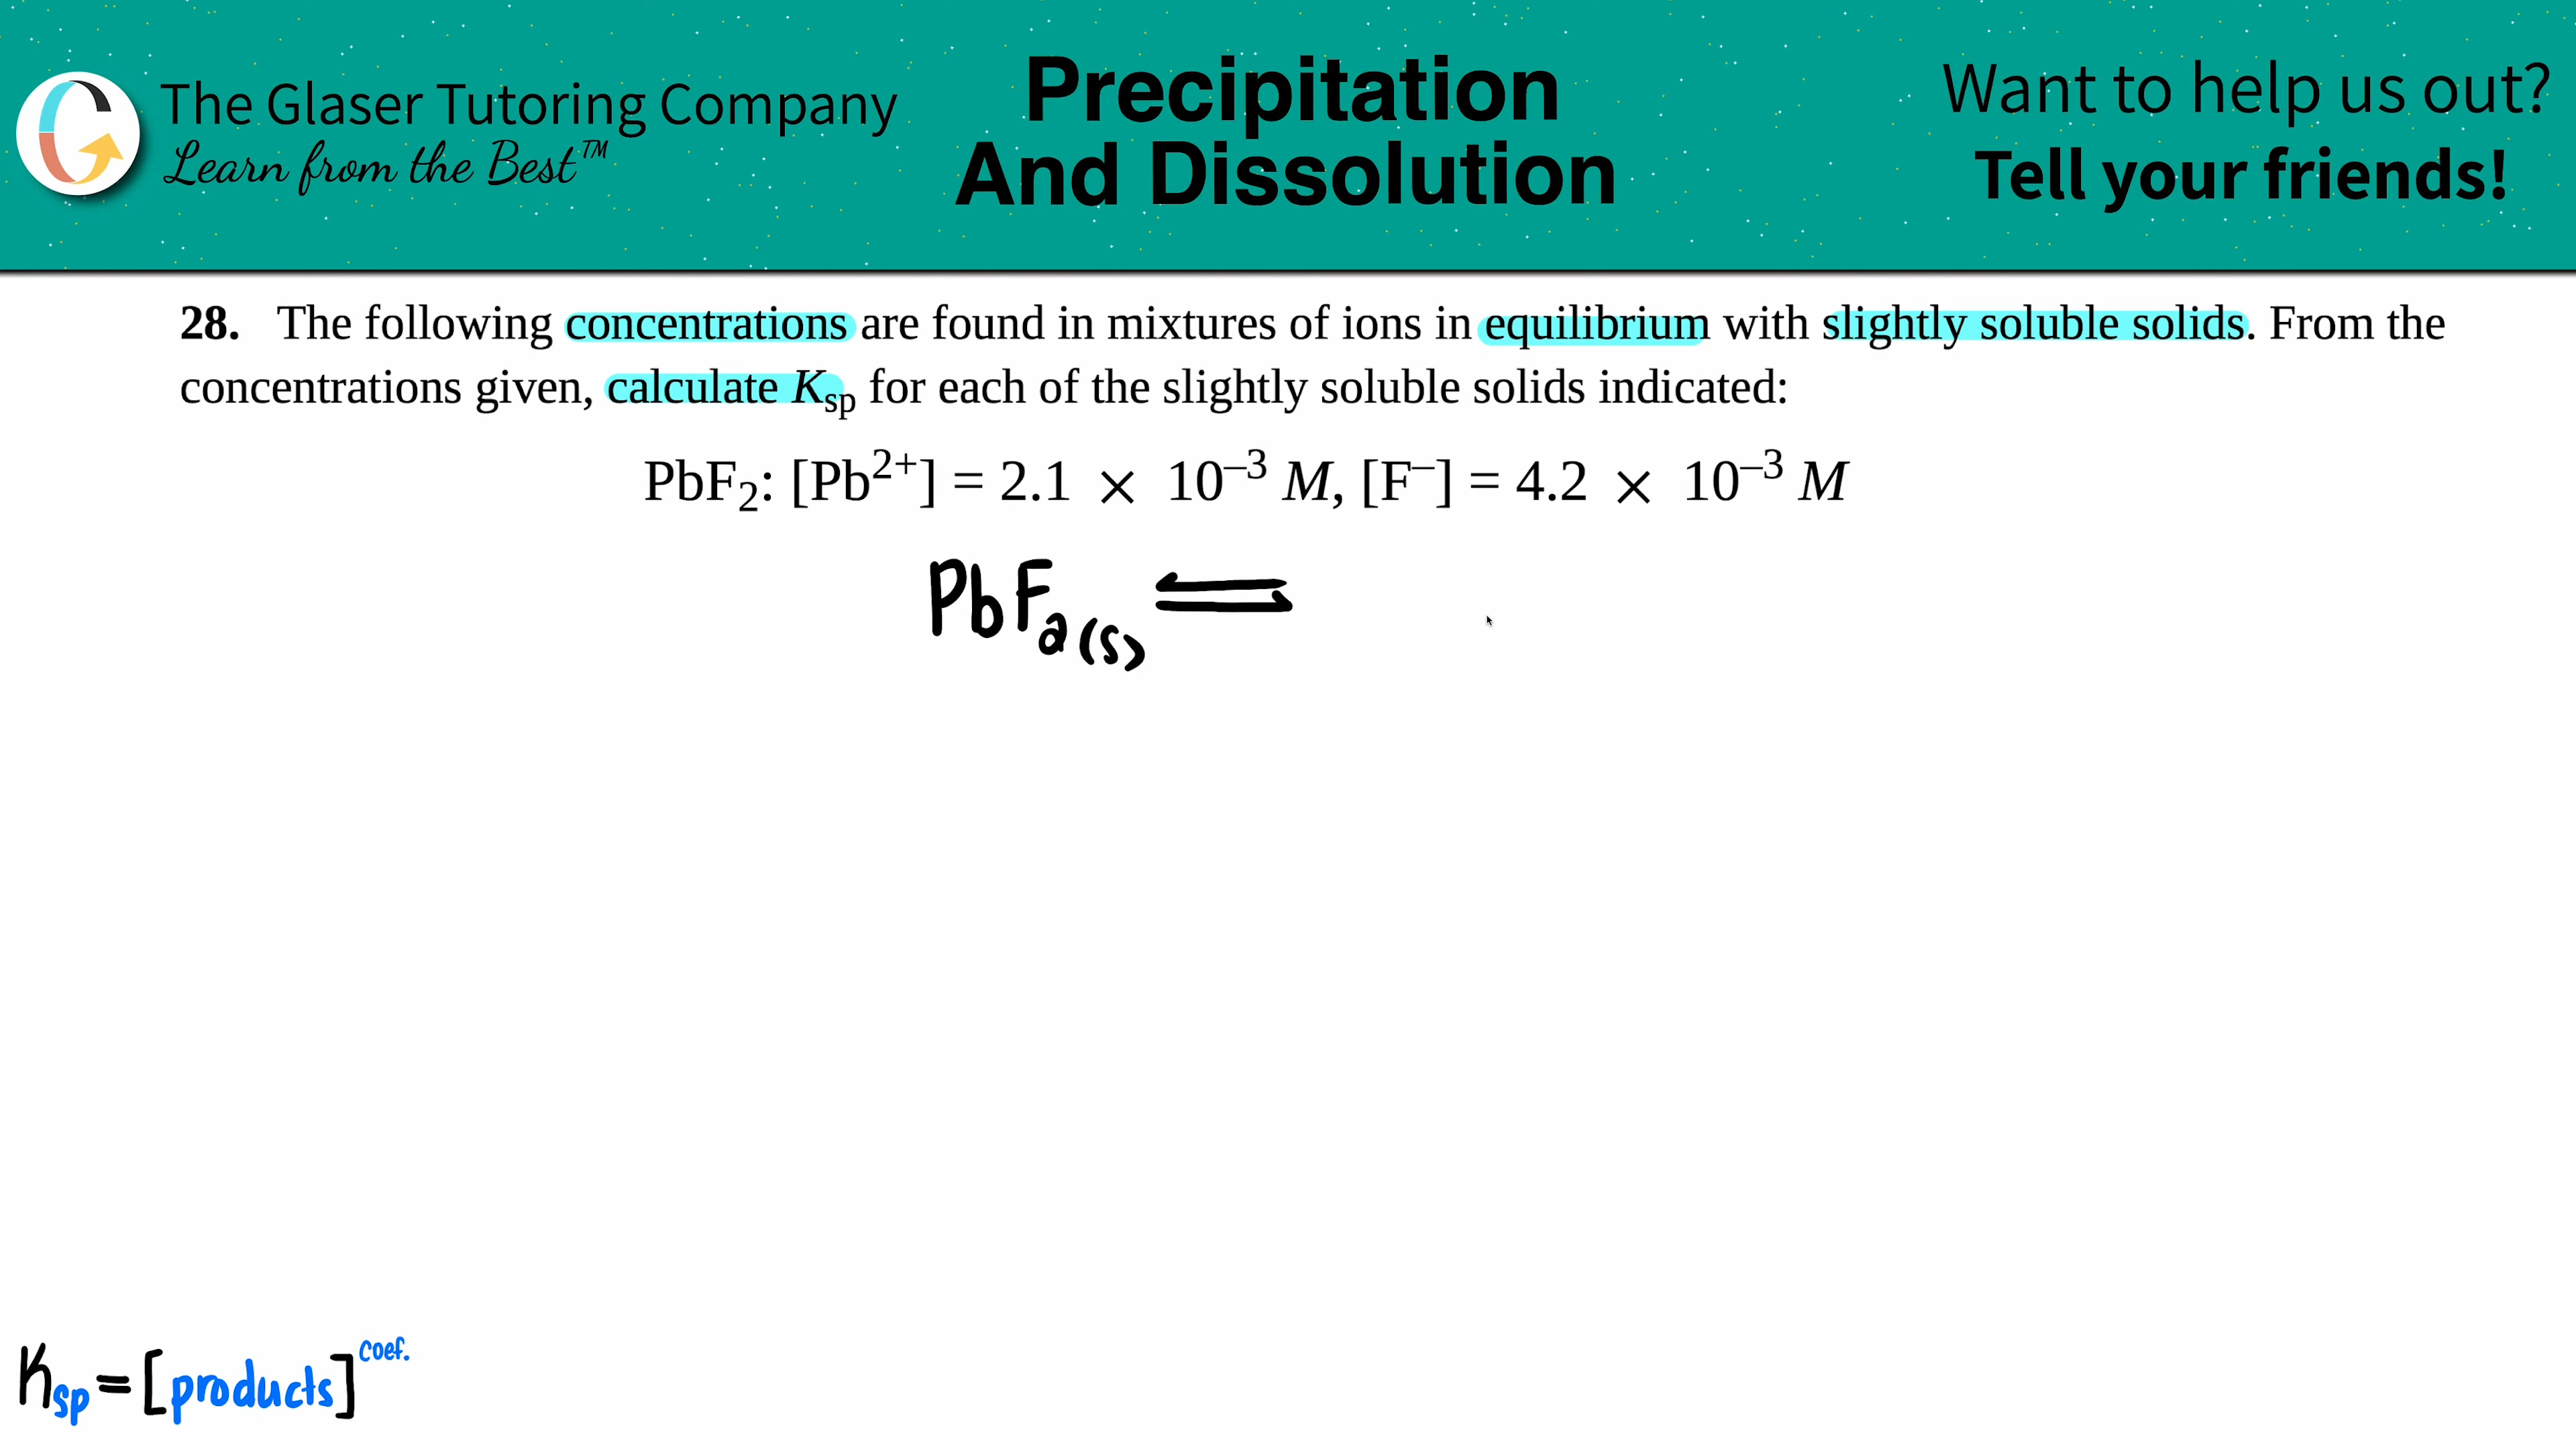 The Glaser Tutoring Company
Learn from the Best™
Precipitation
And Dissolution
Want to help us out?
Tell your friends!
28. The following concentrations are found in mixtures of ions in equilibrium with slightly soluble solids. From the
concentrations given, calculate Ksp for each of the slightly soluble solids indicated:
PbF₂: [Pb²⁺] = 2.1 × 10⁻³ M, [F⁻] = 4.2 × 10⁻³ M
PbF₂(s) ⇌
Ksp = [products]^coef.